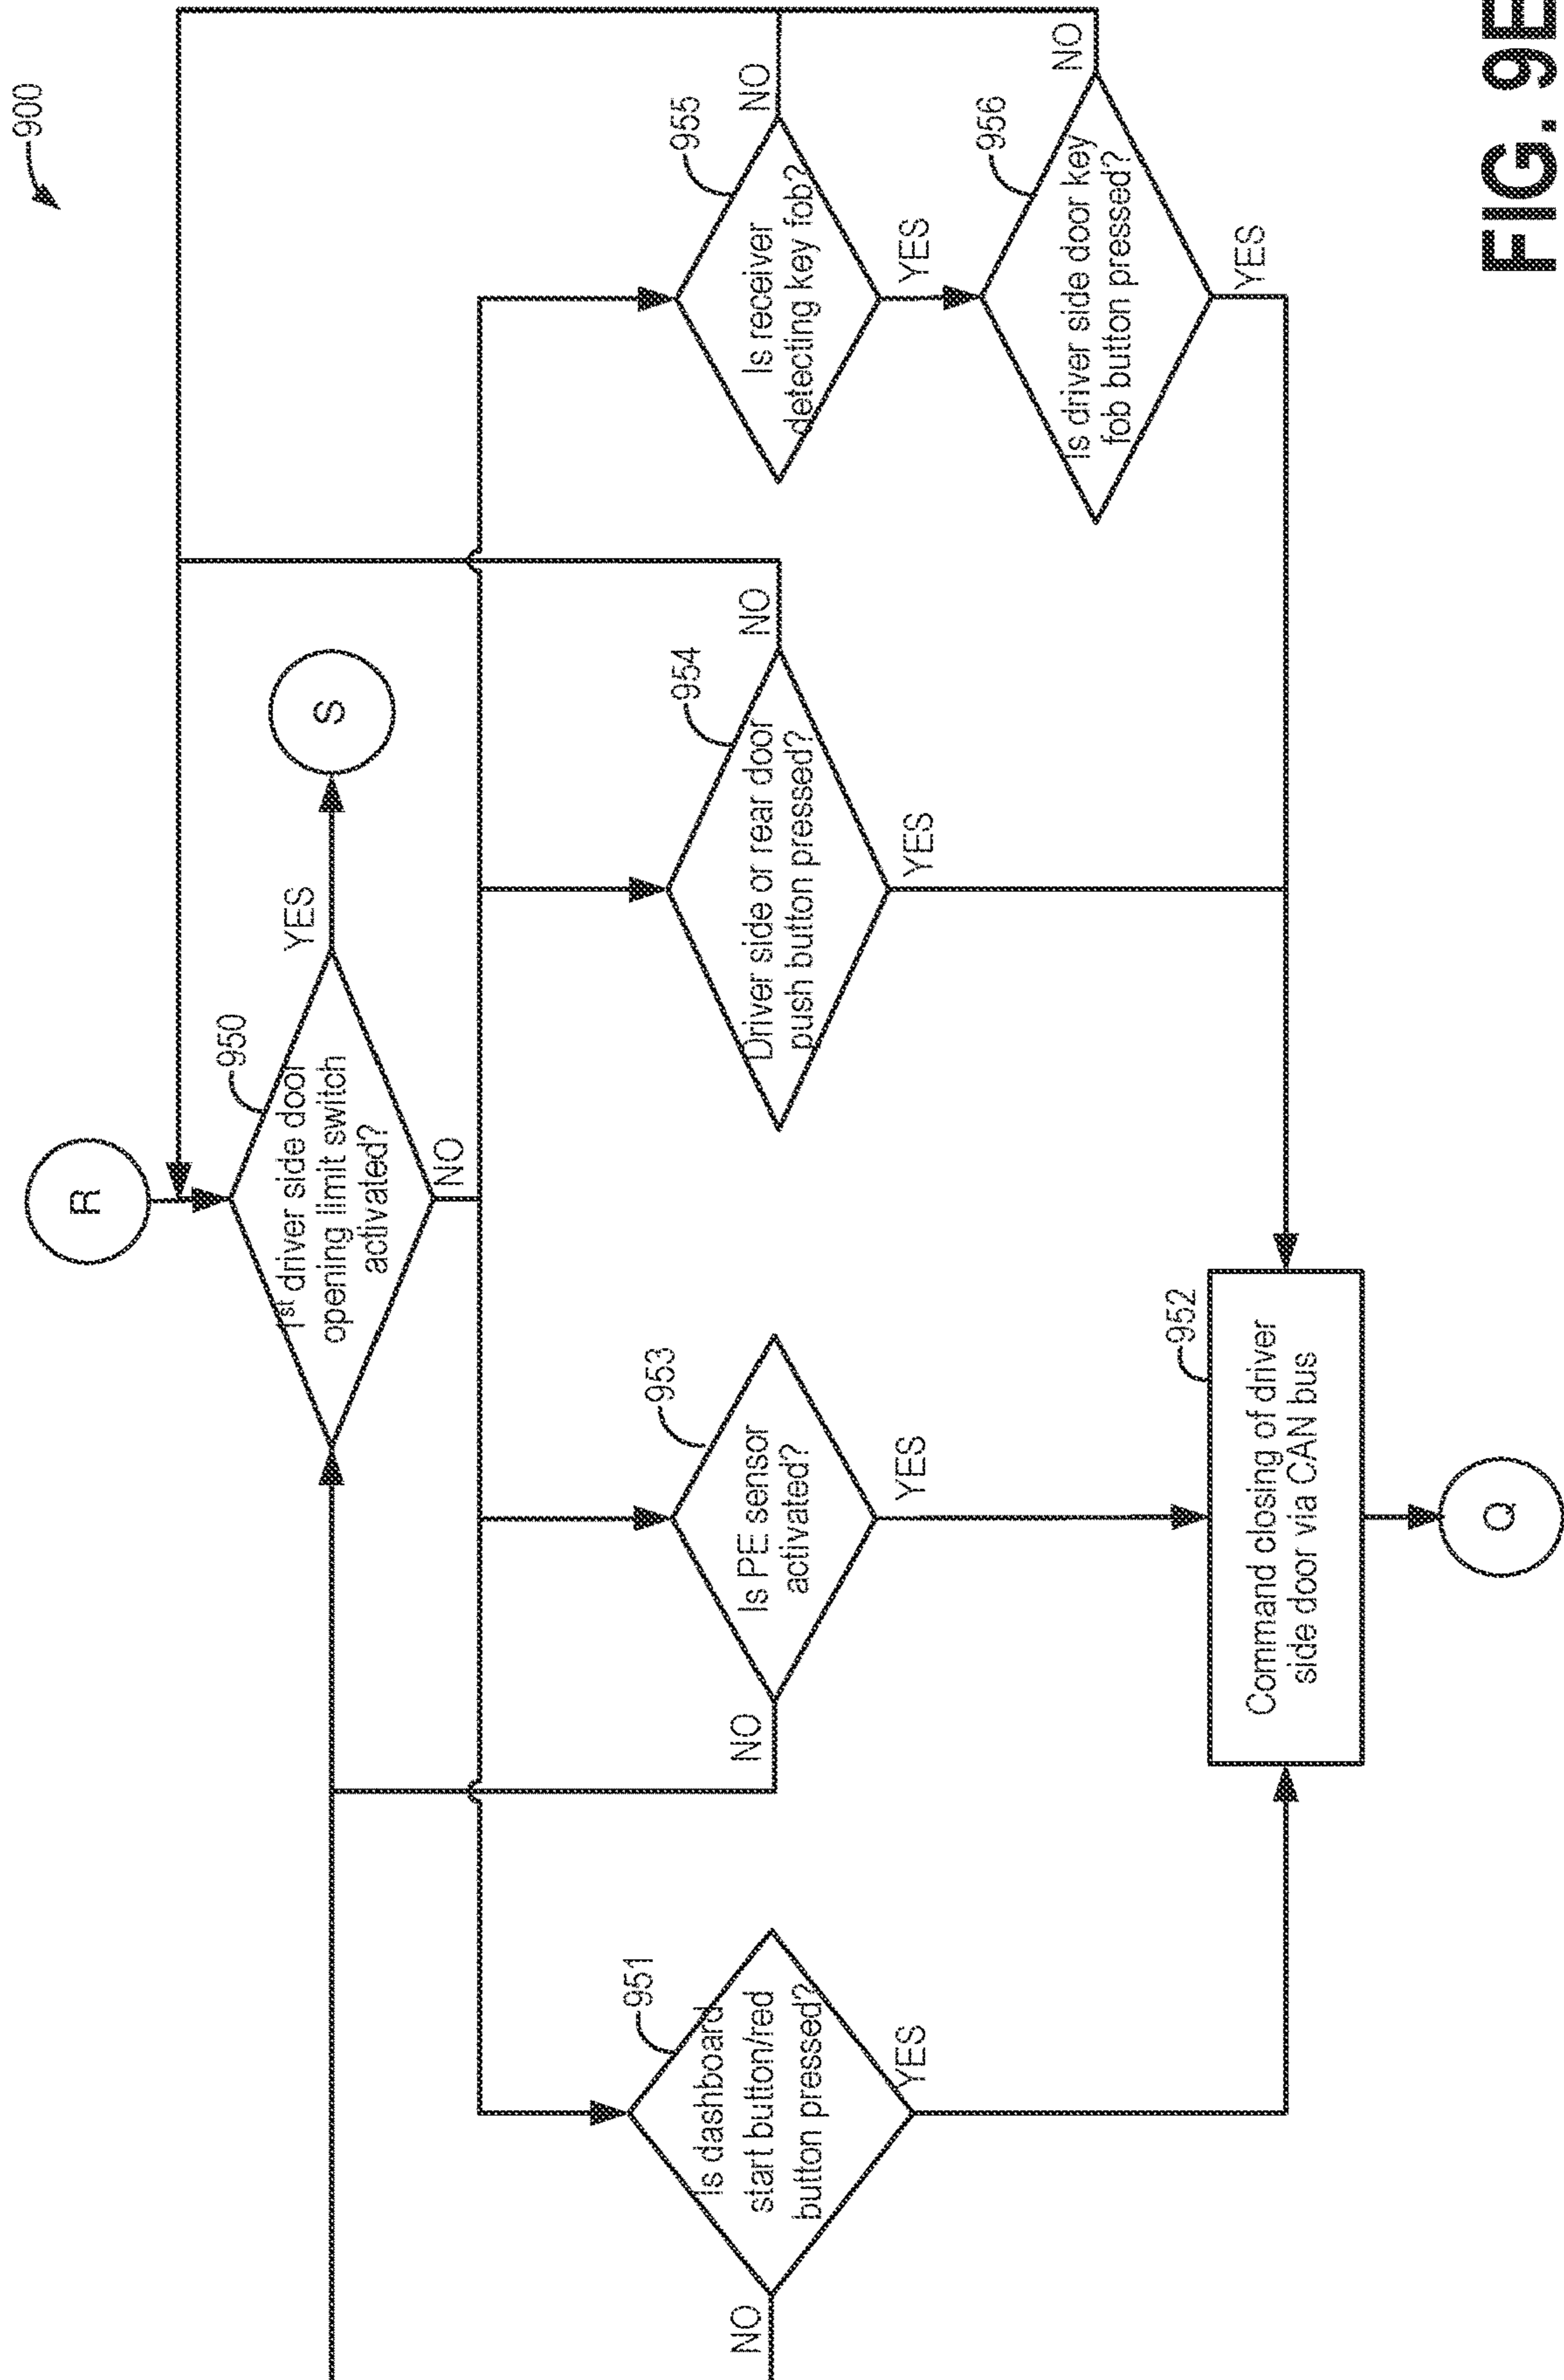 900
R
950
1st driver side door
opening limit switch
activated?
YES
S
NO
951
Is dashboard
start button/red
button pressed?
NO
YES
953
Is PE sensor
activated?
NO
YES
954
Driver side or rear door
push button pressed?
NO
YES
955
Is receiver
detecting key fob?
NO
YES
956
Is driver side door key
fob button pressed?
NO
YES
952
Command closing of driver
side door via CAN bus
Q
FIG. 9E